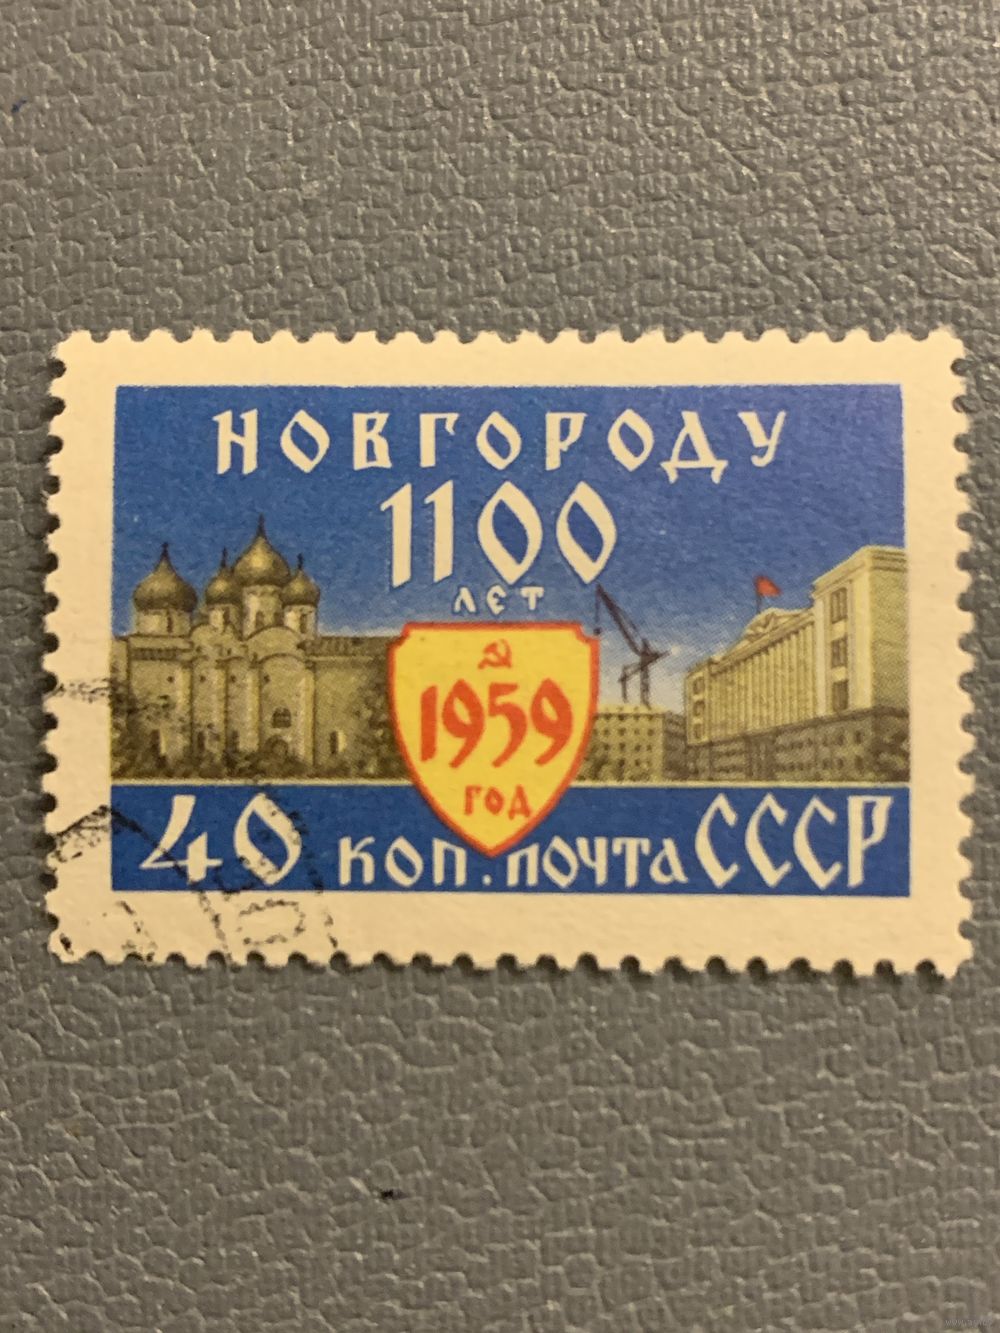 НОВГОРОДУ
1100
ЛЕТ
1959
ГОД
40 КОП. ПОЧТА СССР